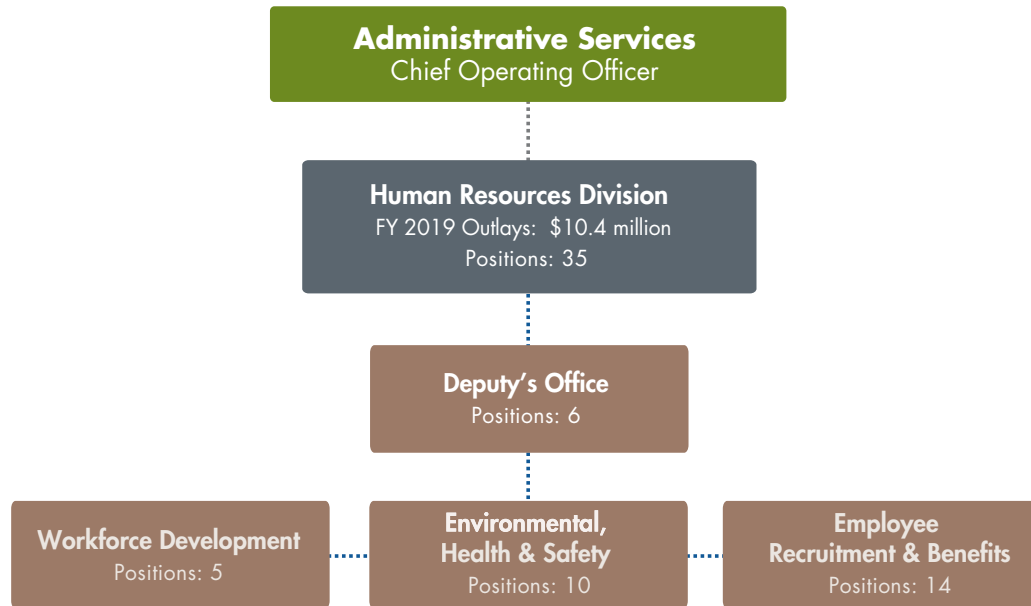 Administrative Services
Chief Operating Officer
Human Resources Division
FY 2019 Outlays: $10.4 million
Positions: 35
Deputy’s Office
Positions: 6
Workforce Development
Positions: 5
Environmental,
Health & Safety
Positions: 10
Employee
Recruitment & Benefits
Positions: 14